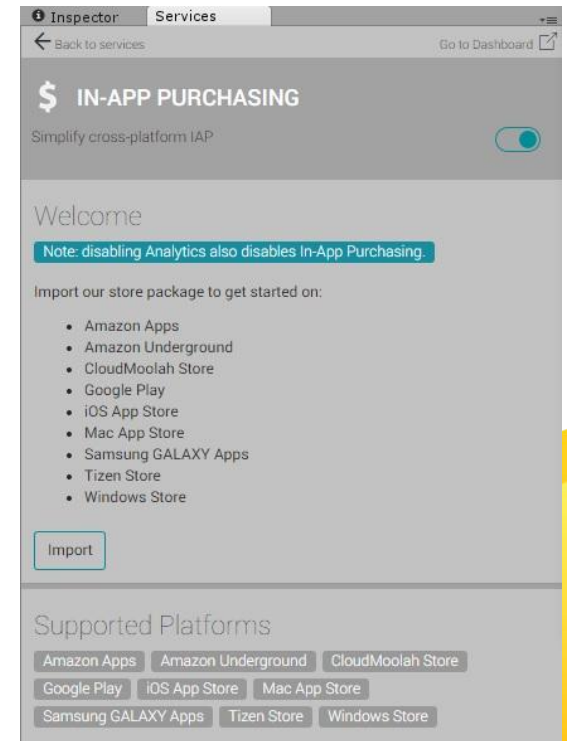 Inspector Services
Back to services Go to Dashboard
$ IN-APP PURCHASING
Simplify cross-platform IAP
Welcome
Note: disabling Analytics also disables In-App Purchasing.
Import our store package to get started on:
• Amazon Apps
• Amazon Underground
• CloudMoolah Store
• Google Play
• iOS App Store
• Mac App Store
• Samsung GALAXY Apps
• Tizen Store
• Windows Store
Import
Supported Platforms
Amazon Apps Amazon Underground CloudMoolah Store
Google Play iOS App Store Mac App Store
Samsung GALAXY Apps Tizen Store Windows Store